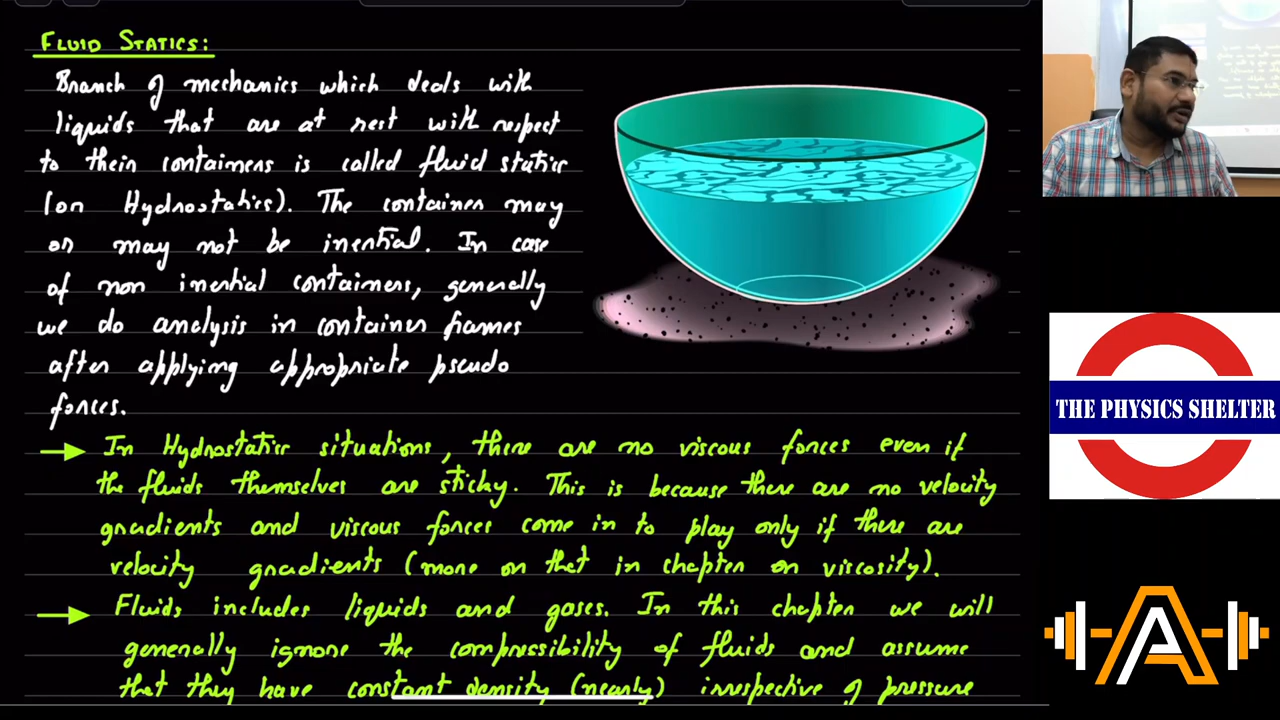 FLUID STATICS:
Branch of mechanics which deals with
liquids that are at rest with respect
to their containers is called fluid statics
(or Hydrostatics). The container may
or may not be inertial. In case
of non inertial containers, generally
we do analysis in container frames
after applying appropriate pseudo
forces.
→ In Hydrostatic situations, there are no viscous forces even if
the fluids themselves are sticky. This is because there are no velocity
gradients and viscous forces come in to play only if there are
velocity gradients (more on that in chapter on viscosity).
→ Fluids includes liquids and gases. In this chapter we will
generally ignore the compressibility of fluids and assume
that they have constant density (nearly) irrespective of pressure
THE PHYSICS SHELTER
A